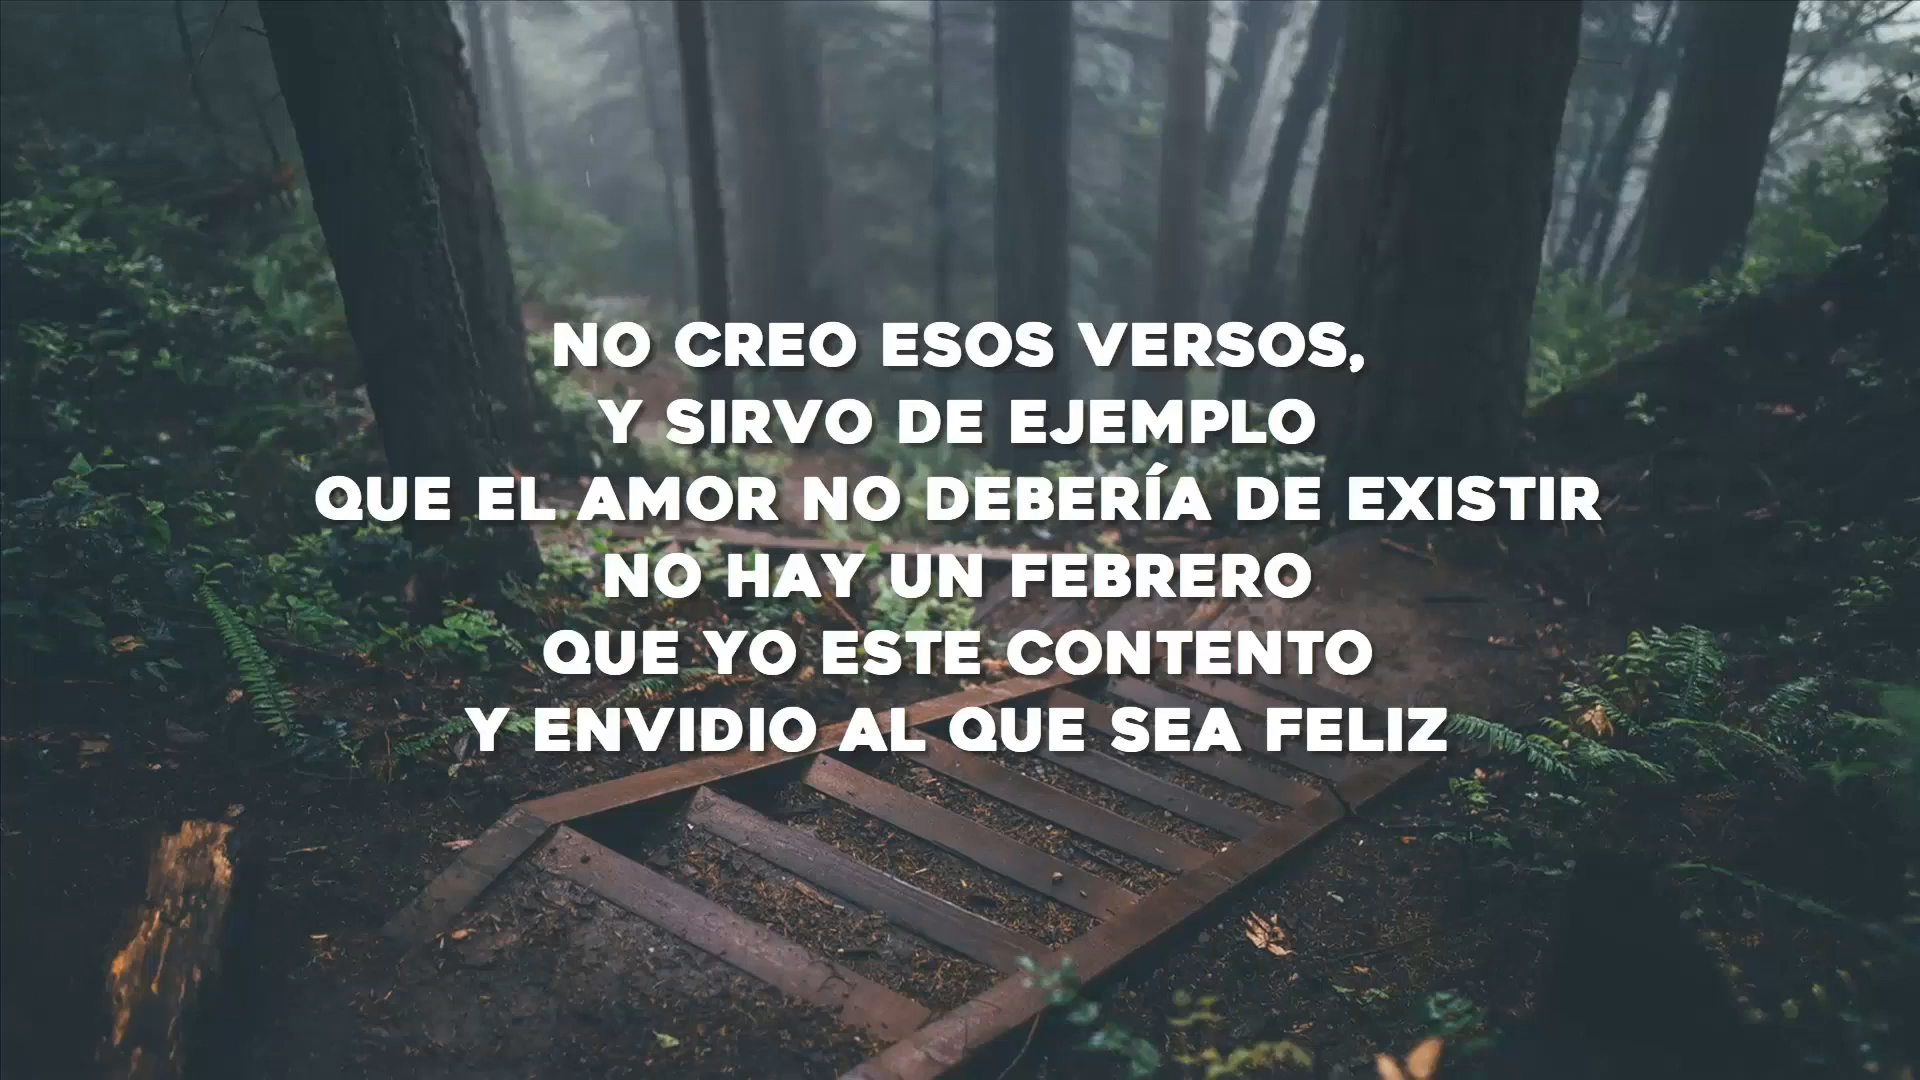 NO CREO ESOS VERSOS,
Y SIRVO DE EJEMPLO
QUE EL AMOR NO DEBERÍA DE EXISTIR
NO HAY UN FEBRERO
QUE YO ESTE CONTENTO
Y ENVIDIO AL QUE SEA FELIZ